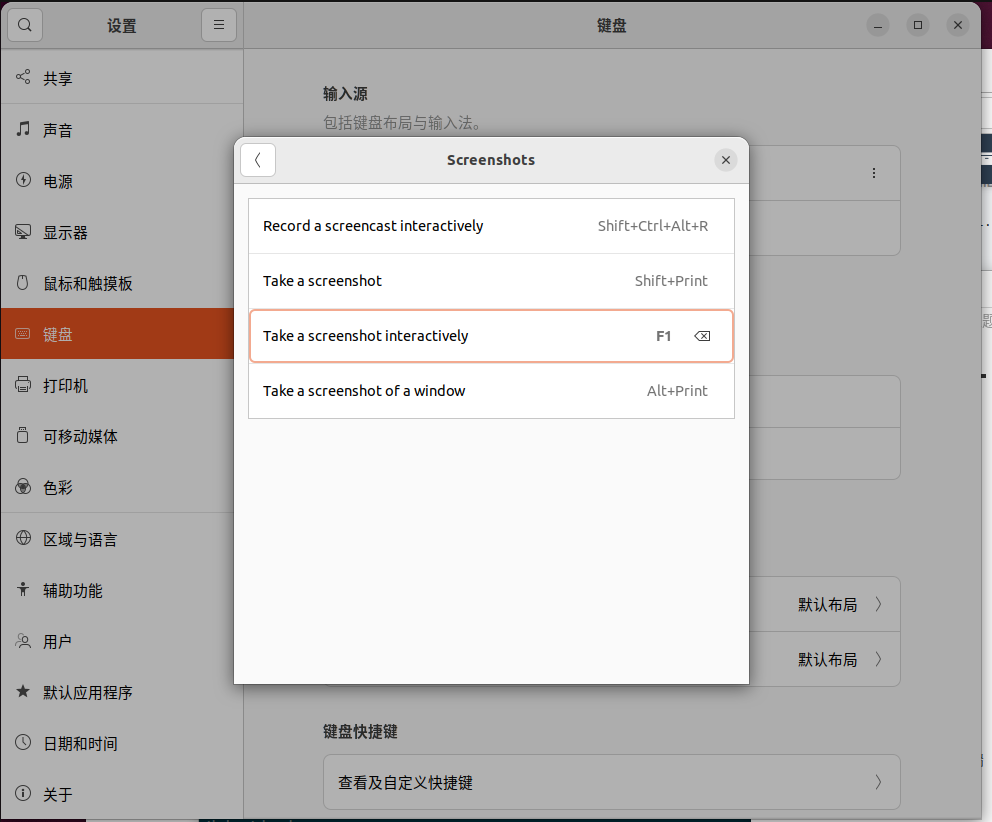 设置
键盘
共享
声音
电源
显示器
鼠标和触摸板
键盘
打印机
可移动媒体
色彩
区域与语言
辅助功能
用户
默认应用程序
日期和时间
关于
输入源
包括键盘布局与输入法。
Screenshots
Record a screencast interactively Shift+Ctrl+Alt+R
Take a screenshot Shift+Print
Take a screenshot interactively F1
Take a screenshot of a window Alt+Print
默认布局
默认布局
键盘快捷键
查看及自定义快捷键
题